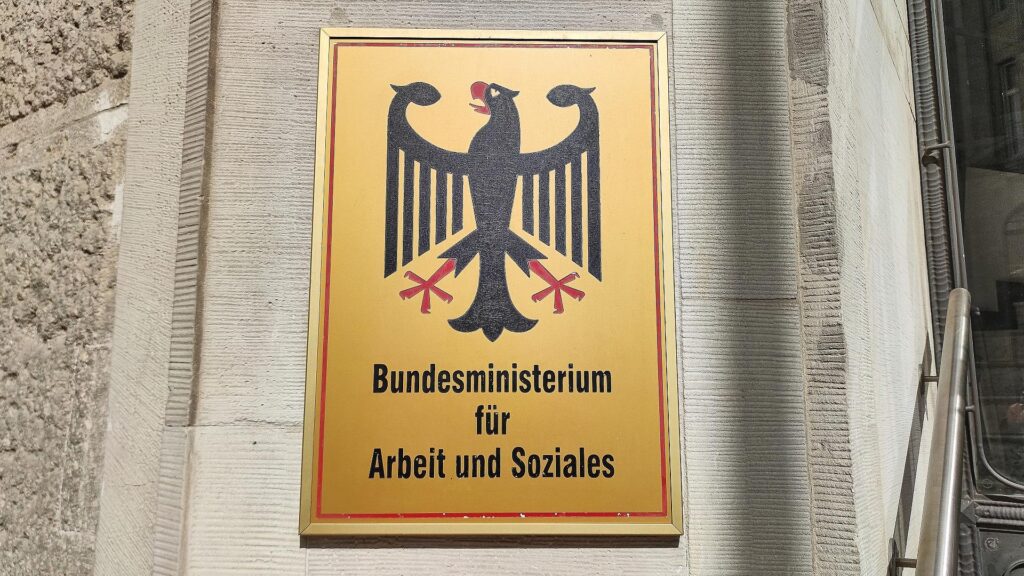 Bundesministerium
für
Arbeit und Soziales